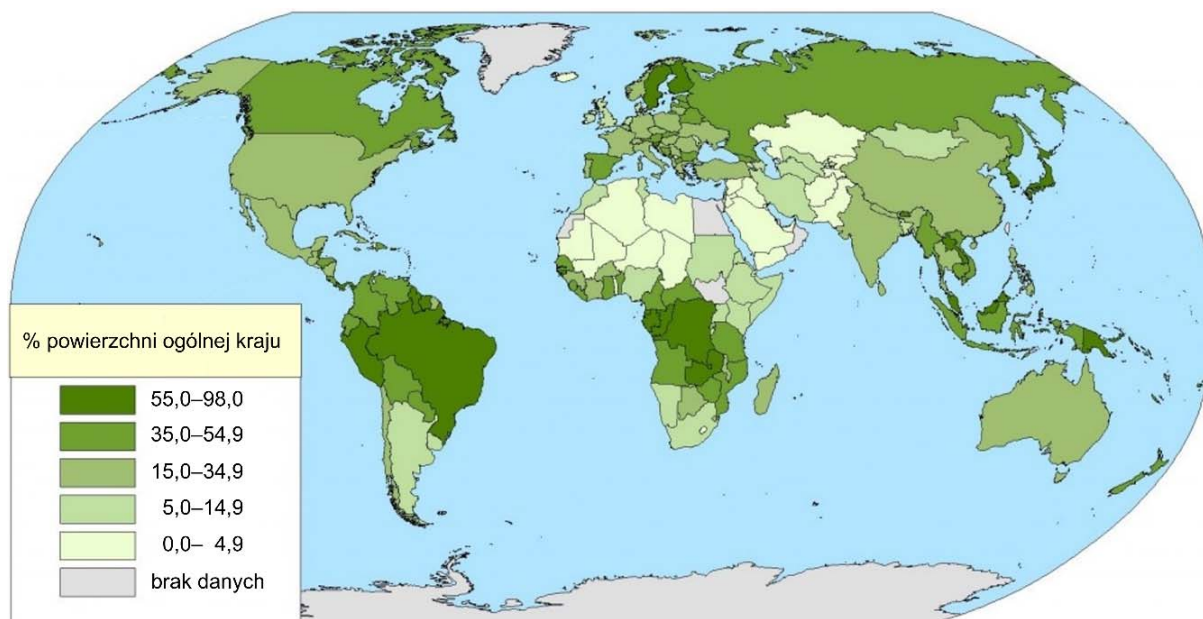 % powierzchni ogólnej kraju
55,0–98,0
35,0–54,9
15,0–34,9
5,0–14,9
0,0– 4,9
brak danych